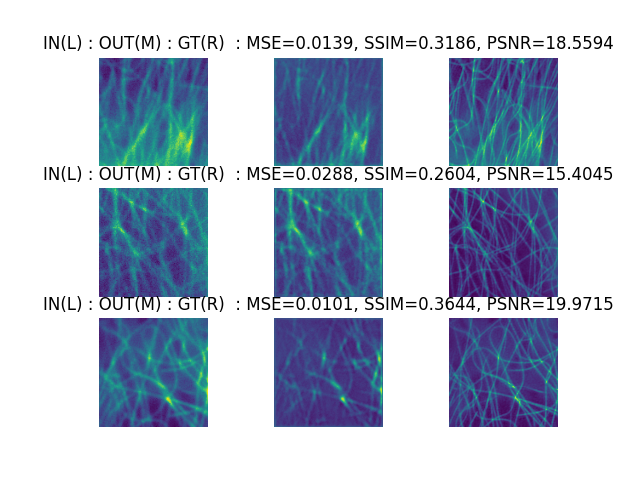 IN(L) : OUT(M) : GT(R)  : MSE=0.0139, SSIM=0.3186, PSNR=18.5594
IN(L) : OUT(M) : GT(R)  : MSE=0.0288, SSIM=0.2604, PSNR=15.4045
IN(L) : OUT(M) : GT(R)  : MSE=0.0101, SSIM=0.3644, PSNR=19.9715